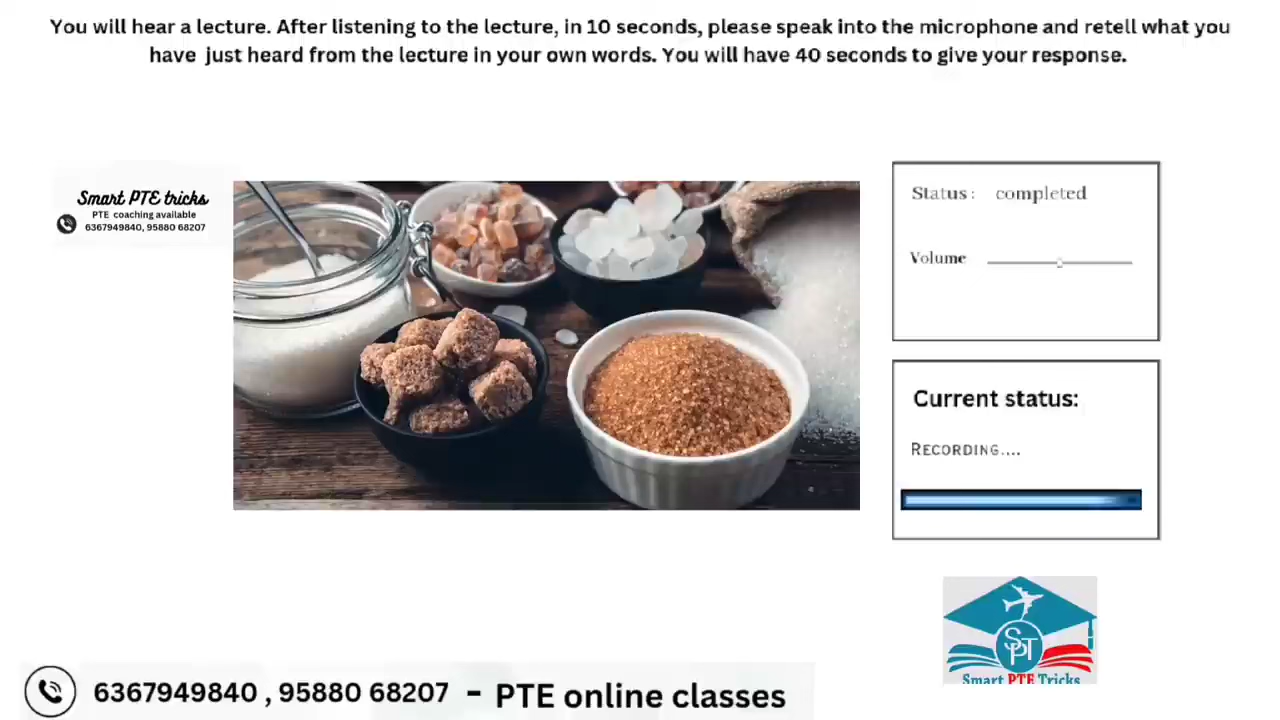 You will hear a lecture. After listening to the lecture, in 10 seconds, please speak into the microphone and retell what you
have just heard from the lecture in your own words. You will have 40 seconds to give your response.
Smart PTE tricks
PTE coaching available
6367949840, 95880 68207
Status: completed
Volume
Current status:
RECORDING....
SPT
Smart PTE Tricks
6367949840 , 95880 68207 - PTE online classes